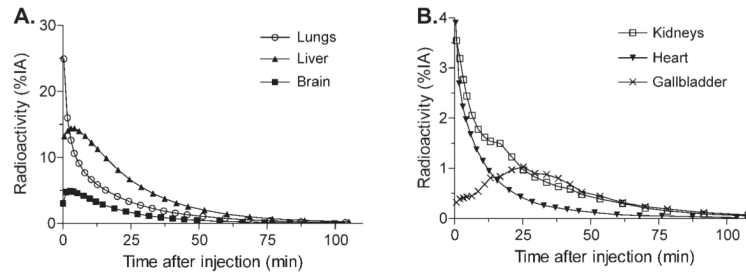 A.
Radioactivity (%IA)
30
20
10
0
0
25
50
75
100
Time after injection (min)
Lungs
Liver
Brain
B.
Radioactivity (%IA)
4
3
2
1
0
0
25
50
75
100
Time after injection (min)
Kidneys
Heart
Gallbladder